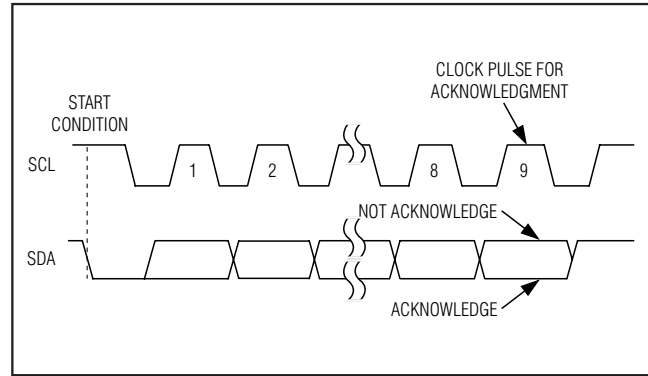 CLOCK PULSE FOR
ACKNOWLEDGMENT
START
CONDITION
SCL
1
2
8
9
NOT ACKNOWLEDGE
SDA
ACKNOWLEDGE